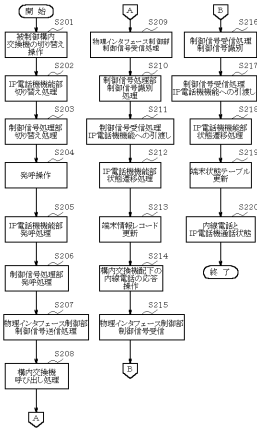 開 始
S201
被制御構内
交換機の切り替え
操作
S202
IP電話機機能部
切り替え処理
S203
制御信号処理部
切り替え処理
S204
発呼操作
S205
IP電話機機能部
発呼処理
S206
制御信号処理部
発呼処理
S207
物理インタフェース制御部
制御信号送信処理
S208
構内交換機
呼び出し処理
A
A
S209
物理インタフェース制御部
制御信号受信処理
S210
制御信号処理部
制御信号識別
処理
S211
制御信号受信処理
IP電話機機能への引渡し
S212
IP電話機機能部
状態遷移処理
S213
端末情報レコード
更新
S214
構内交換機配下の
内線電話の応答
操作
S215
物理インタフェース制御部
制御信号受信
B
B
S216
制御信号受信処理
制御信号識別
S217
制御信号受信処理
IP電話機機能への引渡し
S218
IP電話機機能部
状態遷移処理
S219
端末状態テーブル
更新
S220
内線電話と
IP電話機通話状態
終 了